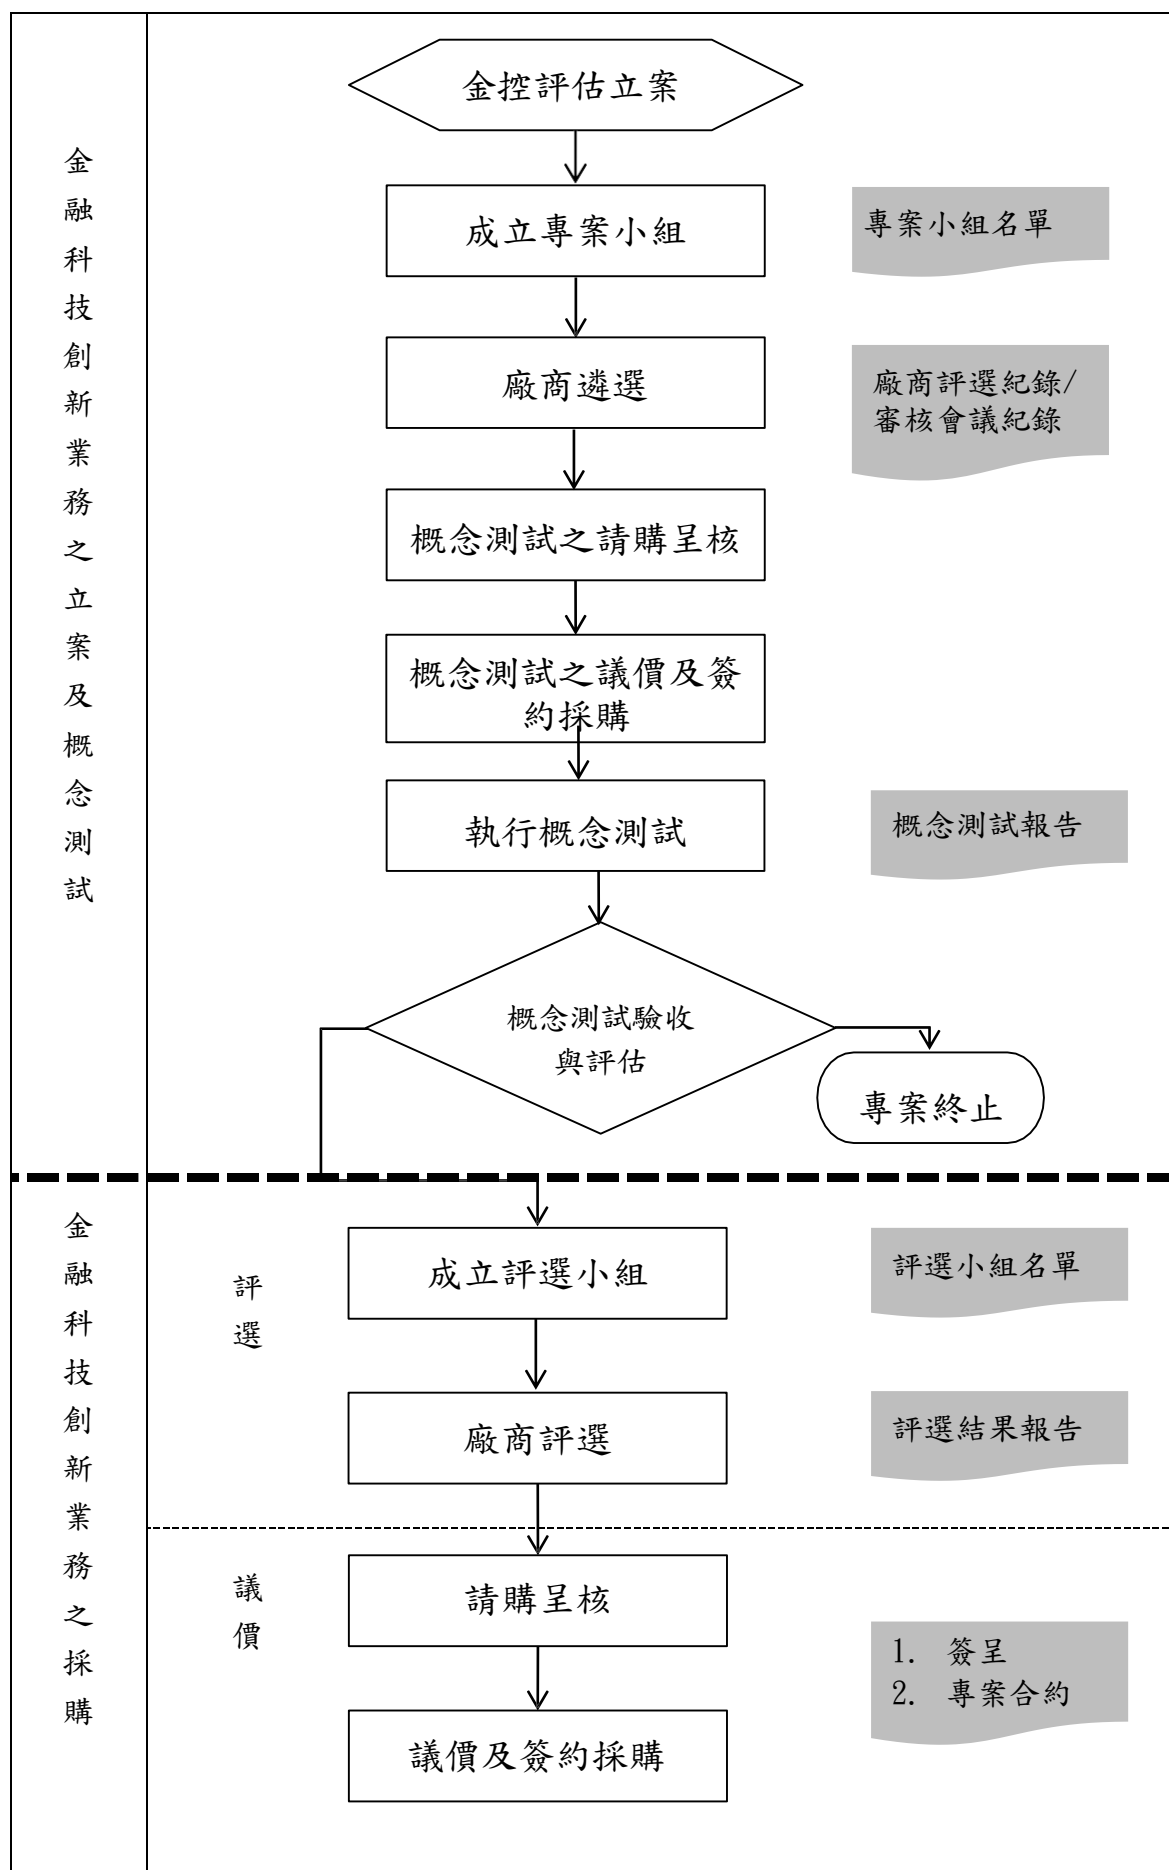 金融科技創新業務之立案及概念測試
金控評估立案
成立專案小組
專案小組名單
廠商遴選
廠商評選紀錄/
審核會議紀錄
概念測試之請購呈核
概念測試之議價及簽
約採購
執行概念測試
概念測試報告
概念測試驗收
與評估
專案終止
金融科技創新業務之採購
評選
成立評選小組
評選小組名單
廠商評選
評選結果報告
議價
請購呈核
1. 簽呈
2. 專案合約
議價及簽約採購